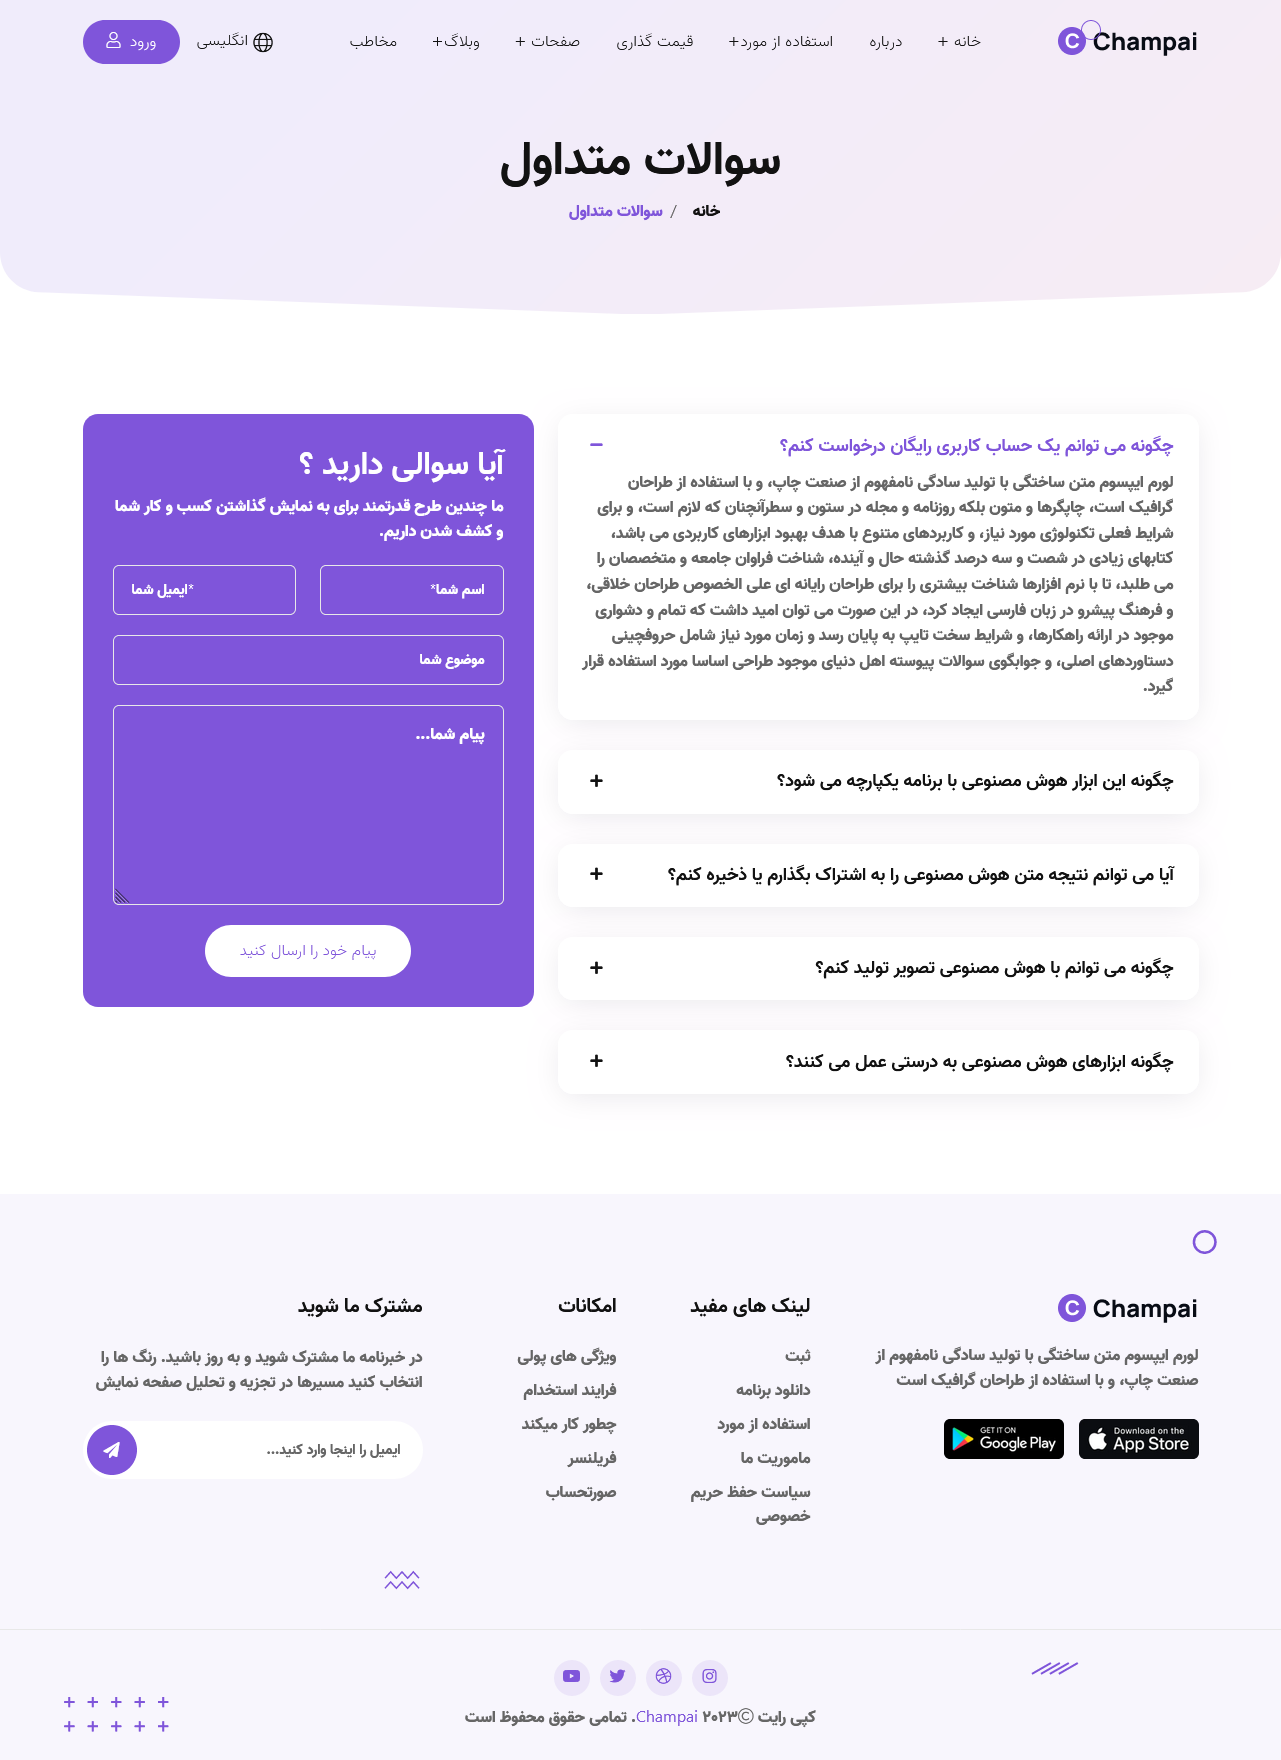 Champai
خانه +
درباره
استفاده از مورد+
قیمت گذاری
صفحات +
وبلاگ+
مخاطب
انگلیسی
ورود
سوالات متداول
خانه / سوالات متداول
چگونه می توانم یک حساب کاربری رایگان درخواست کنم؟
لورم ایپسوم متن ساختگی با تولید سادگی نامفهوم از صنعت چاپ، و با استفاده از طراحان
گرافیک است، چاپگرها و متون بلکه روزنامه و مجله در ستون و سطرآنچنان که لازم است، و برای
شرایط فعلی تکنولوژی مورد نیاز، و کاربردهای متنوع با هدف بهبود ابزارهای کاربردی می باشد،
کتابهای زیادی در شصت و سه درصد گذشته حال و آینده، شناخت فراوان جامعه و متخصصان را
می طلبد، تا با نرم افزارها شناخت بیشتری را برای طراحان رایانه ای علی الخصوص طراحان خلاقی،
و فرهنگ پیشرو در زبان فارسی ایجاد کرد، در این صورت می توان امید داشت که تمام و دشواری
موجود در ارائه راهکارها، و شرایط سخت تایپ به پایان رسد و زمان مورد نیاز شامل حروفچینی
دستاوردهای اصلی، و جوابگوی سوالات پیوسته اهل دنیای موجود طراحی اساسا مورد استفاده قرار
گیرد.
چگونه این ابزار هوش مصنوعی با برنامه یکپارچه می شود؟
آیا می توانم نتیجه متن هوش مصنوعی را به اشتراک بگذارم یا ذخیره کنم؟
چگونه می توانم با هوش مصنوعی تصویر تولید کنم؟
چگونه ابزارهای هوش مصنوعی به درستی عمل می کنند؟
آیا سوالی دارید ؟
ما چندین طرح قدرتمند برای به نمایش گذاشتن کسب و کار شما
و کشف شدن داریم.
اسم شما*
*ایمیل شما
موضوع شما
پیام شما...
پیام خود را ارسال کنید
Champai
لورم ایپسوم متن ساختگی با تولید سادگی نامفهوم از
صنعت چاپ، و با استفاده از طراحان گرافیک است
Download on the
App Store
GET IT ON
Google Play
لینک های مفید
ثبت
دانلود برنامه
استفاده از مورد
ماموریت ما
سیاست حفظ حریم
خصوصی
امکانات
ویژگی های پولی
فرایند استخدام
چطور کار میکند
فریلنسر
صورتحساب
مشترک ما شوید
در خبرنامه ما مشترک شوید و به روز باشید. رنگ ها را
انتخاب کنید مسیرها در تجزیه و تحلیل صفحه نمایش
ایمیل را اینجا وارد کنید...
کپی رایت ©۲۰۲۳ Champai. تمامی حقوق محفوظ است